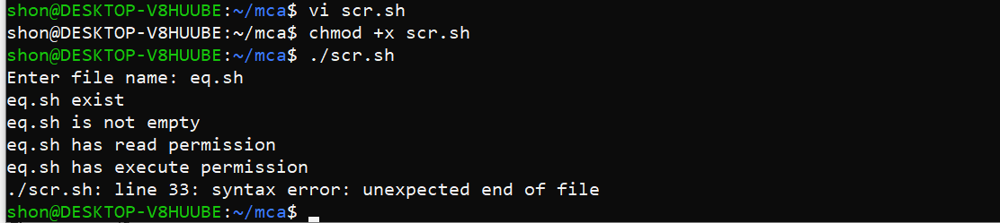 shon@DESKTOP-V8HUUBE:~/mca$ vi scr.sh
shon@DESKTOP-V8HUUBE:~/mca$ chmod +x scr.sh
shon@DESKTOP-V8HUUBE:~/mca$ ./scr.sh
Enter file name: eq.sh
eq.sh exist
eq.sh is not empty
eq.sh has read permission
eq.sh has execute permission
./scr.sh: line 33: syntax error: unexpected end of file
shon@DESKTOP-V8HUUBE:~/mca$